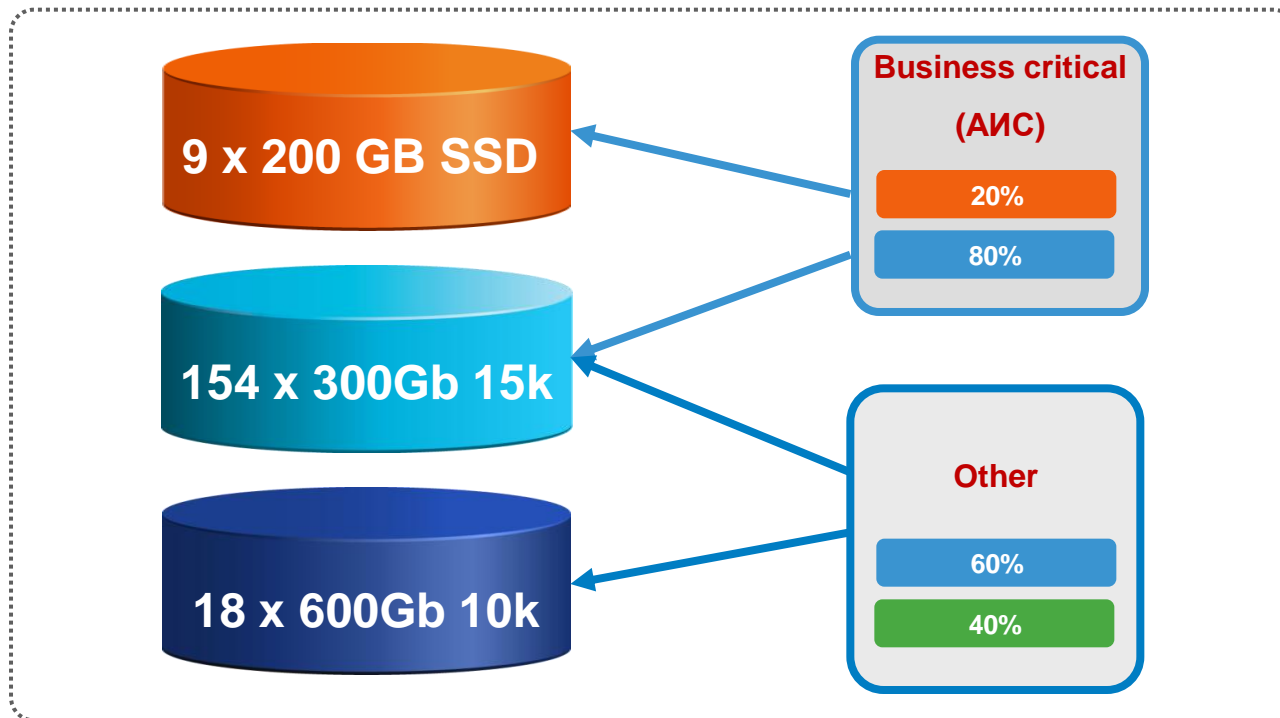 9 x 200 GB SSD
154 x 300Gb 15k
18 x 600Gb 10k
Business critical
(АИС)
20%
80%
Other
60%
40%